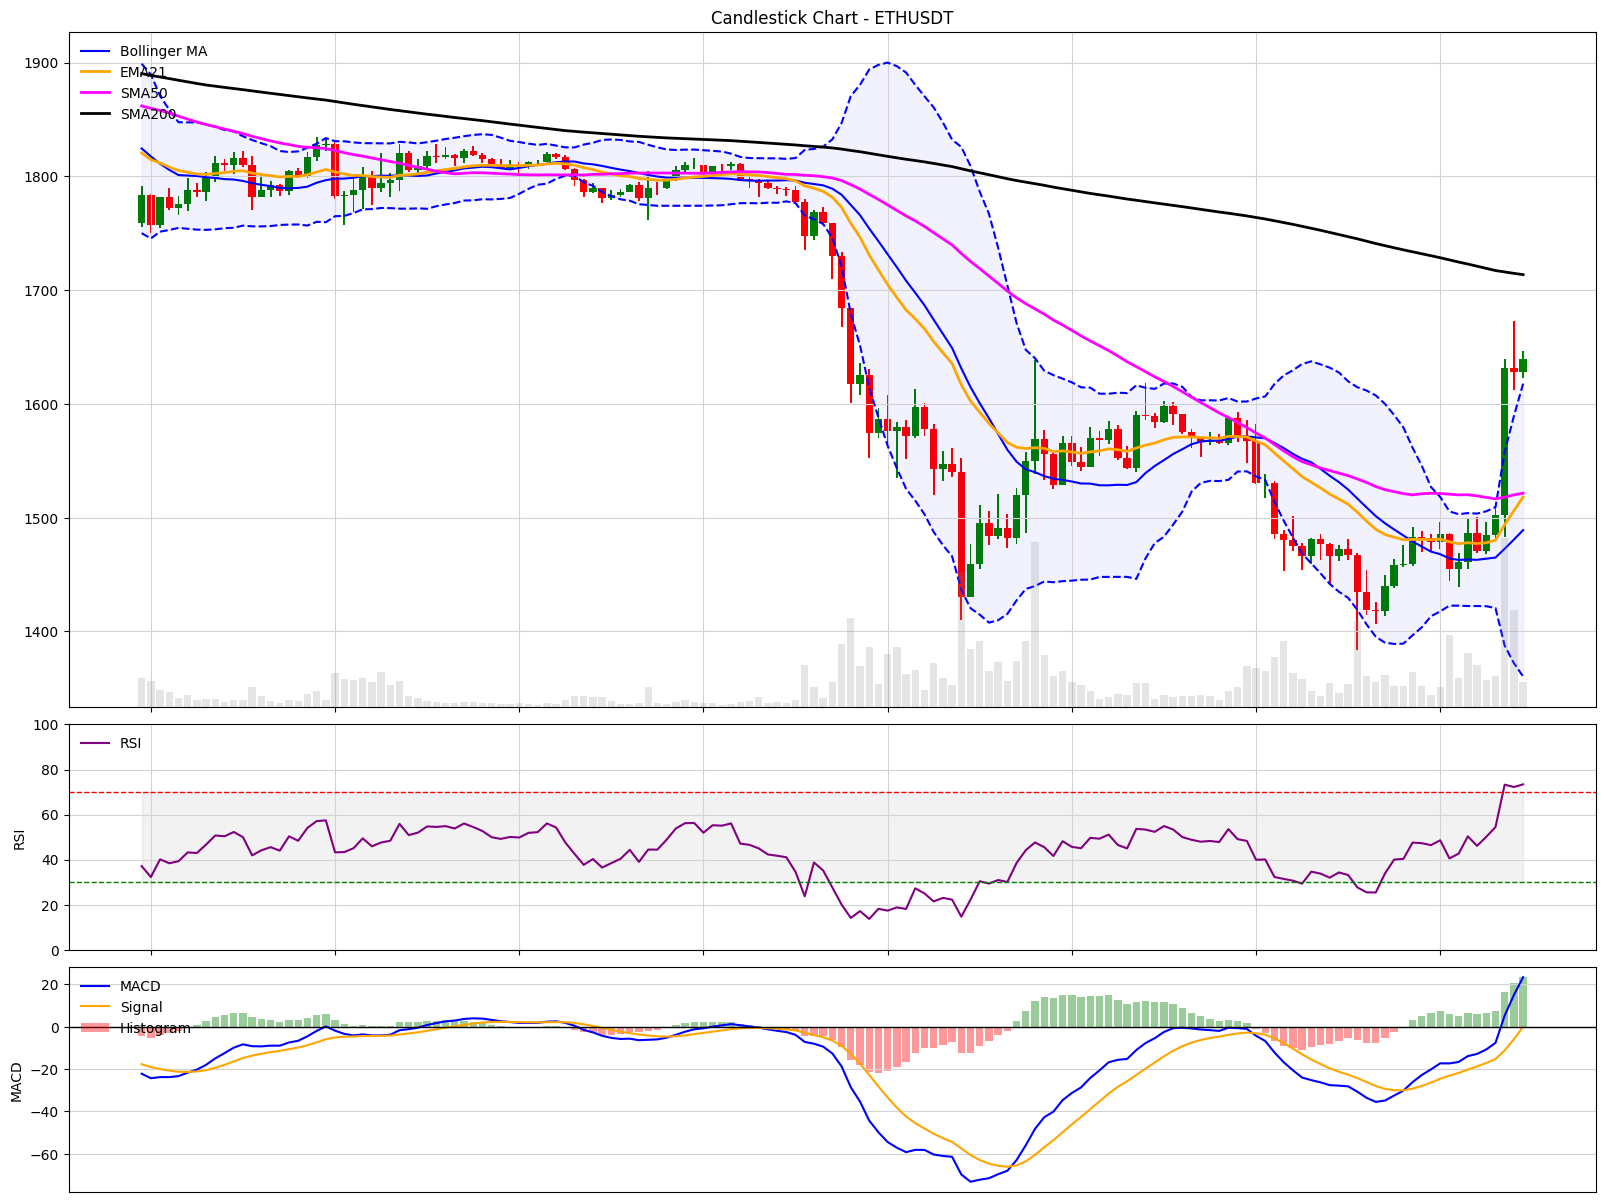 Candlestick Chart - ETHUSDT
Bollinger MA
EMA21
SMA50
SMA200
1900
1800
1700
1600
1500
1400
RSI
100
80
60
40
20
0
RSI
MACD
Signal
Histogram
20
0
−20
−40
−60
MACD